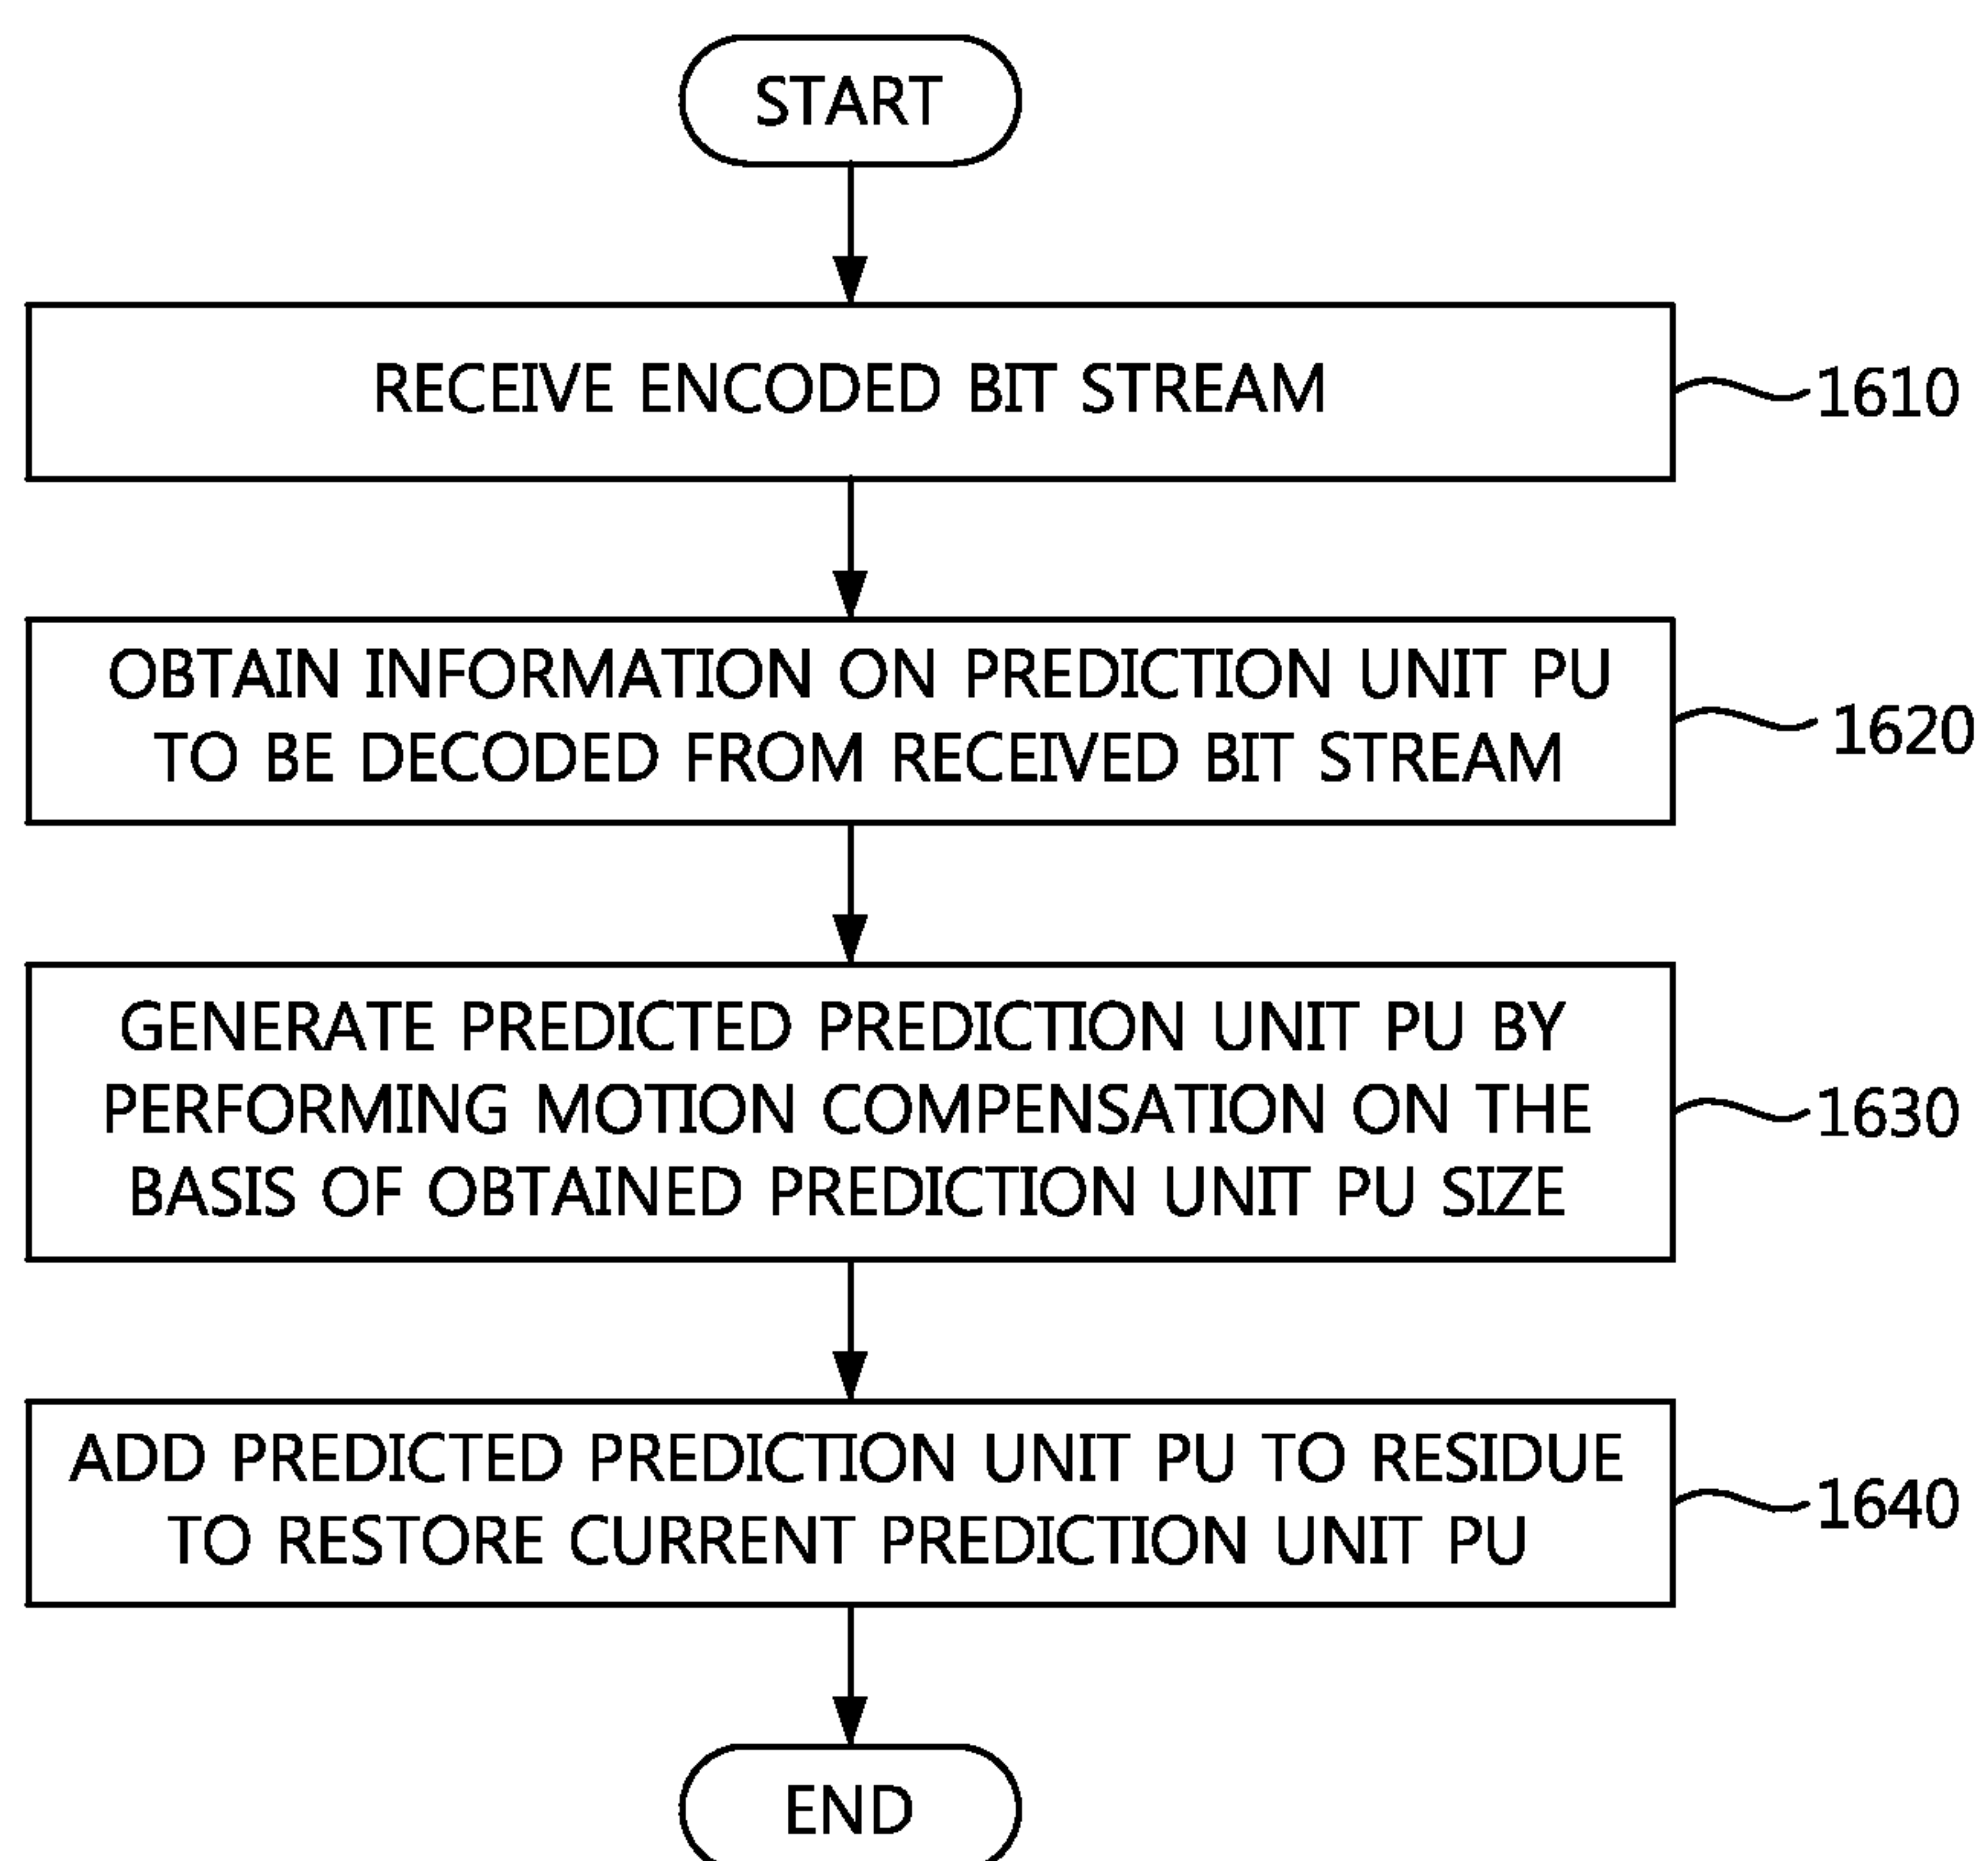 START
RECEIVE ENCODED BIT STREAM
1610
OBTAIN INFORMATION ON PREDICTION UNIT PU
TO BE DECODED FROM RECEIVED BIT STREAM
1620
GENERATE PREDICTED PREDICTION UNIT PU BY
PERFORMING MOTION COMPENSATION ON THE
BASIS OF OBTAINED PREDICTION UNIT PU SIZE
1630
ADD PREDICTED PREDICTION UNIT PU TO RESIDUE
TO RESTORE CURRENT PREDICTION UNIT PU
1640
END